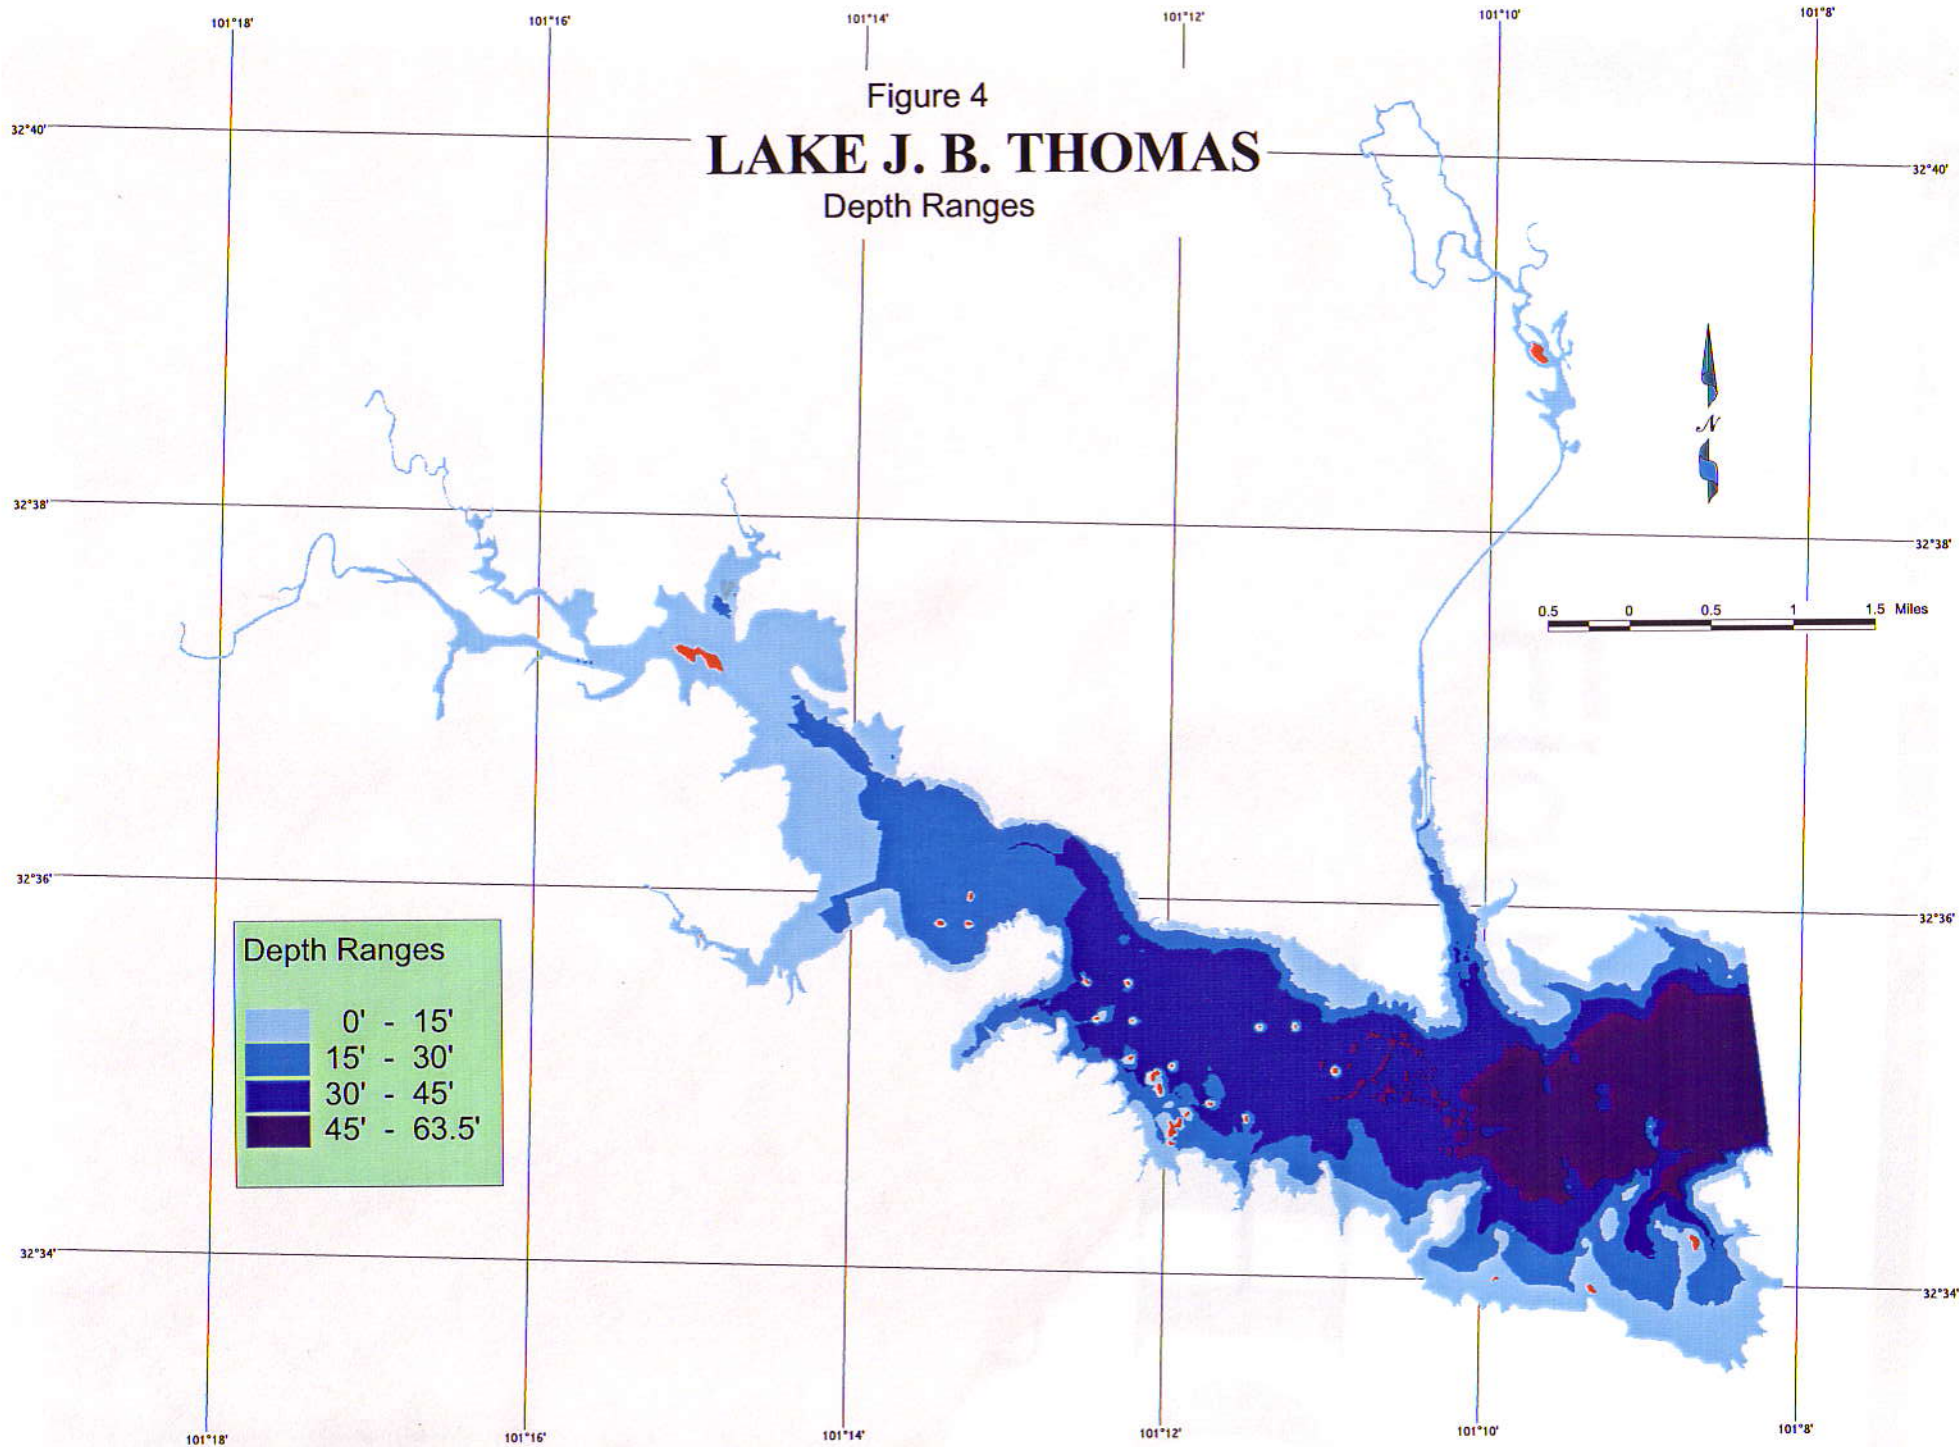 101°18' 101°16' 101°14' 101°12' 101°10' 101°8'
Figure 4
32°40' LAKE J. B. THOMAS 32°40'
Depth Ranges
N
32°38' 32°38'
0.5 0 0.5 1 1.5 Miles
32°36' 32°36'
Depth Ranges
0' - 15'
15' - 30'
30' - 45'
45' - 63.5'
32°34' 32°34'
101°18' 101°16' 101°14' 101°12' 101°10' 101°8'